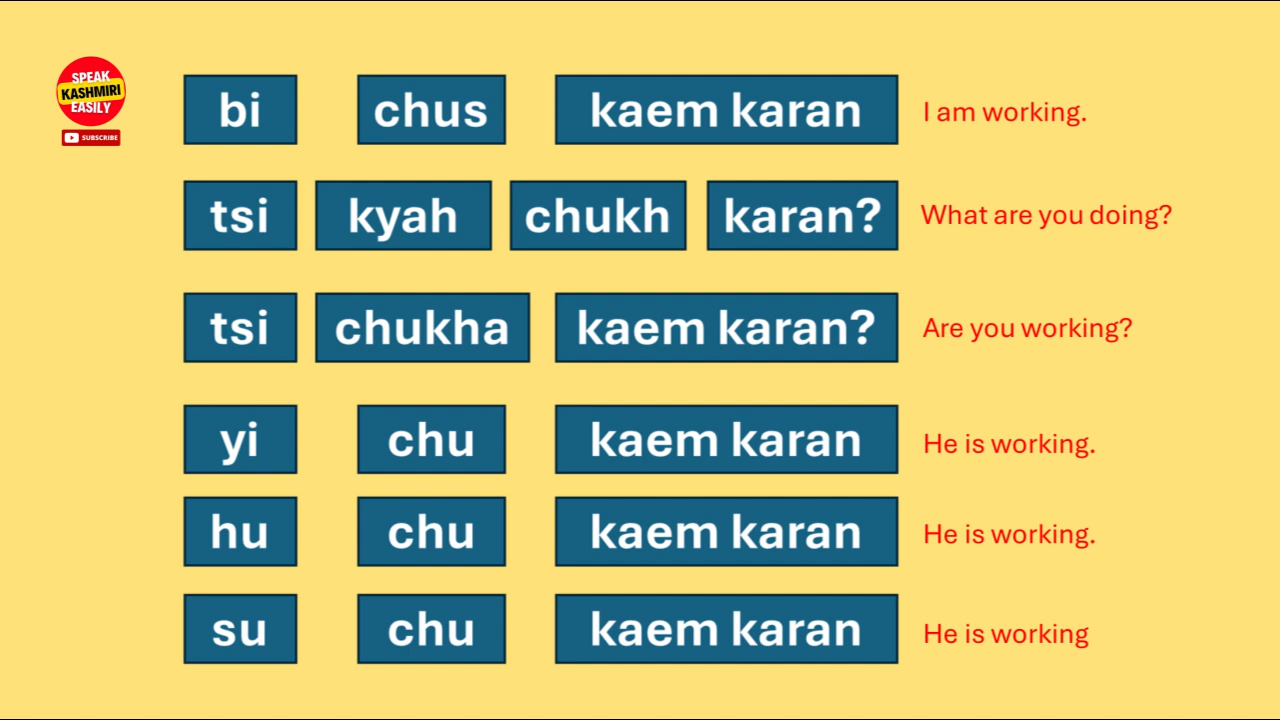 SPEAK
KASHMIRI
EASILY
SUBSCRIBE
bi chus kaem karan I am working.
tsi kyah chukh karan? What are you doing?
tsi chukha kaem karan? Are you working?
yi chu kaem karan He is working.
hu chu kaem karan He is working.
su chu kaem karan He is working